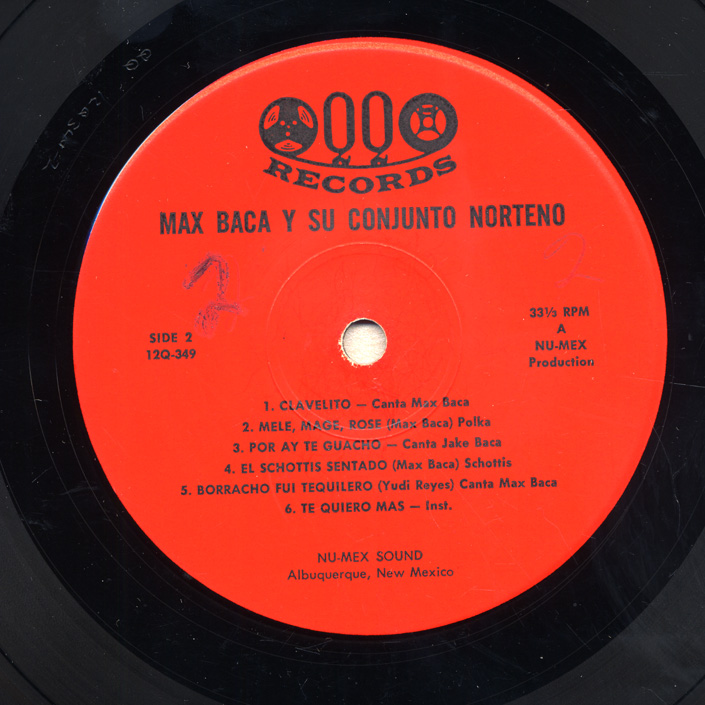 QQ
RECORDS
MAX BACA Y SU CONJUNTO NORTENO
2
2
SIDE 2
12Q-349
33⅓ RPM
A
NU-MEX
Production
1. CLAVELITO — Canta Max Baca
2. MELE, MAGE, ROSE (Max Baca) Polka
3. POR AY TE GUACHO — Canta Jake Baca
4. EL SCHOTTIS SENTADO (Max Baca) Schottis
5. BORRACHO FUI TEQUILERO (Yudi Reyes) Canta Max Baca
6. TE QUIERO MAS — Inst.
NU-MEX SOUND
Albuquerque, New Mexico